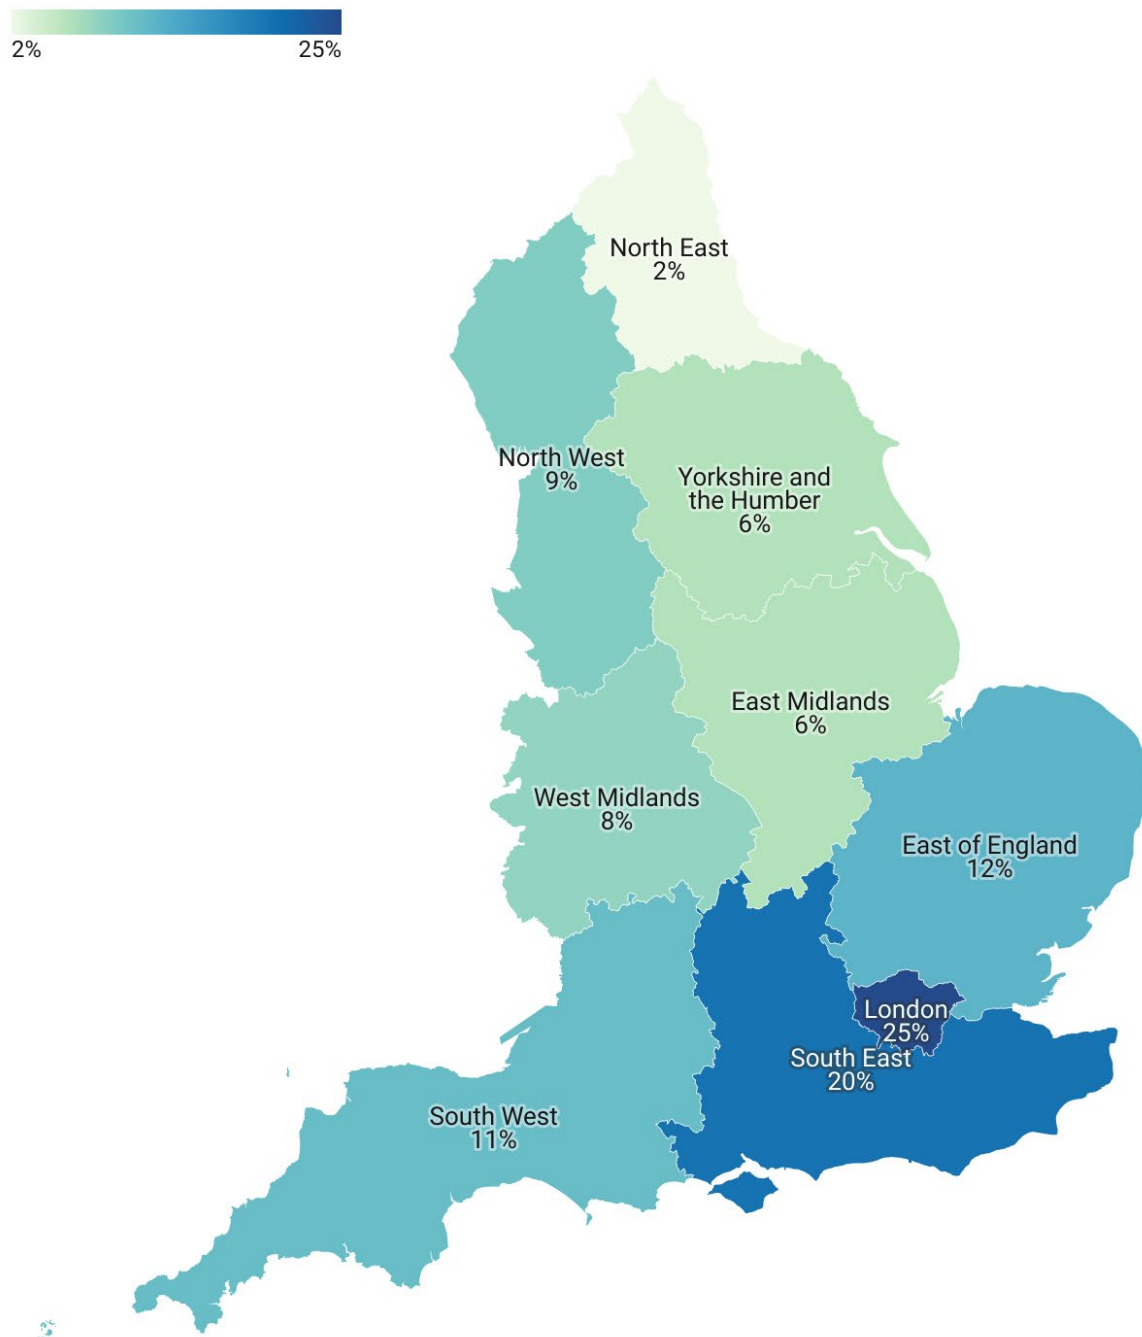 2%
25%
North East
2%
North West
9%
Yorkshire and
the Humber
6%
East Midlands
6%
West Midlands
8%
East of England
12%
London
25%
South East
20%
South West
11%